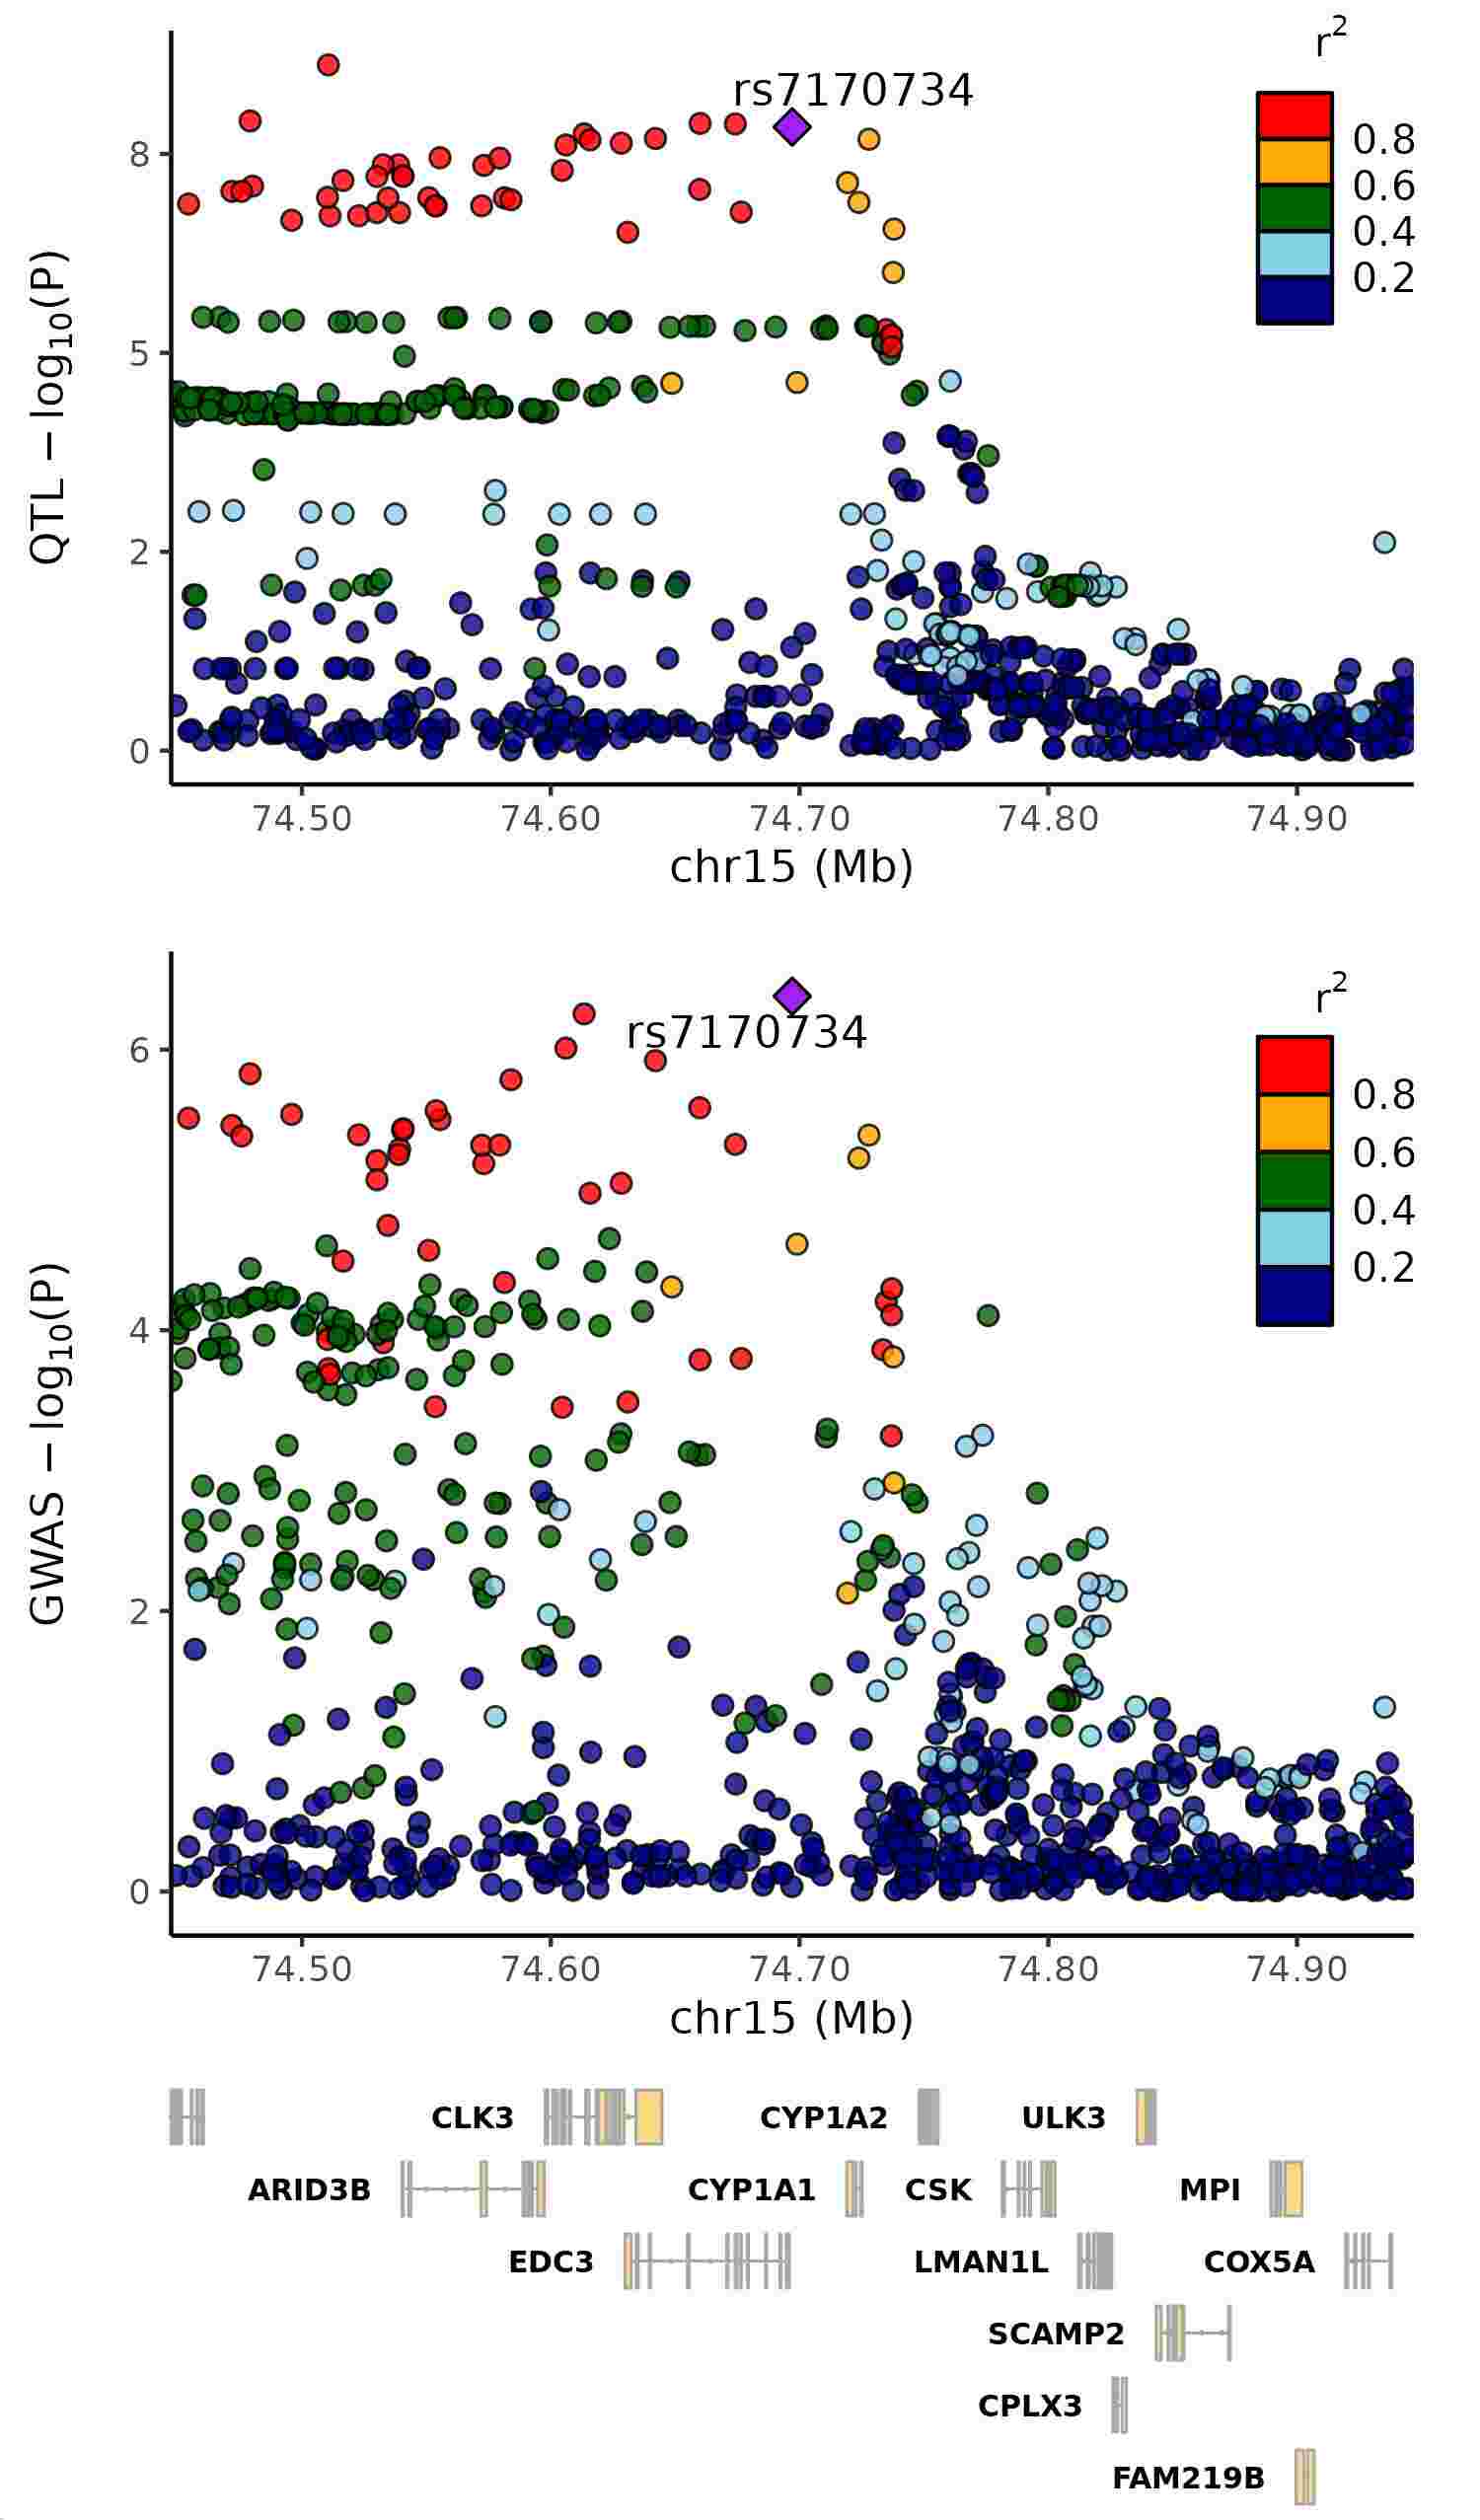 r²
rs7170734
0.8
0.6
0.4
0.2
8
5
2
0
QTL −log₁₀(P)
74.50 74.60 74.70 74.80 74.90
chr15 (Mb)
r²
rs7170734
0.8
0.6
0.4
0.2
6
4
2
0
GWAS −log₁₀(P)
74.50 74.60 74.70 74.80 74.90
chr15 (Mb)
CLK3 CYP1A2 ULK3
ARID3B CYP1A1 CSK MPI
EDC3 LMAN1L COX5A
SCAMP2
CPLX3
FAM219B